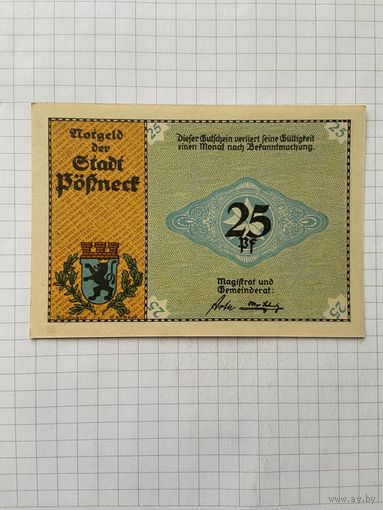 Notgeld
der
Stadt
Pößneck
25
25
Dieser Gutschein verliert seine Gültigkeit
einen Monat nach Bekanntmachung.
25
Pf
Magistrat und
Gemeinderat:
25
25
www.ay.by